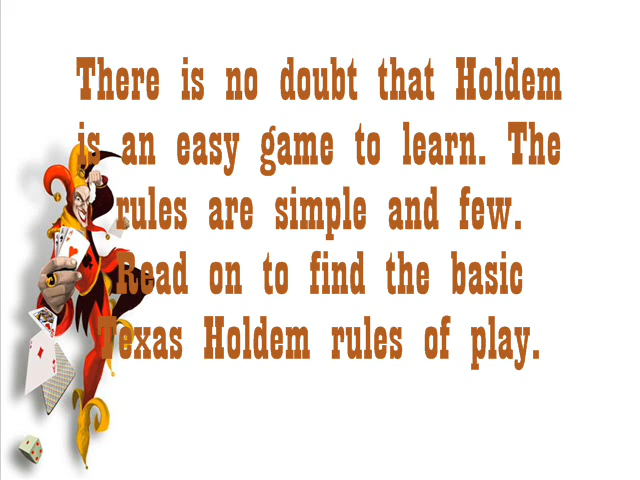 There is no doubt that Holdem
is an easy game to learn. The
rules are simple and few.
Read on to find the basic
Texas Holdem rules of play.